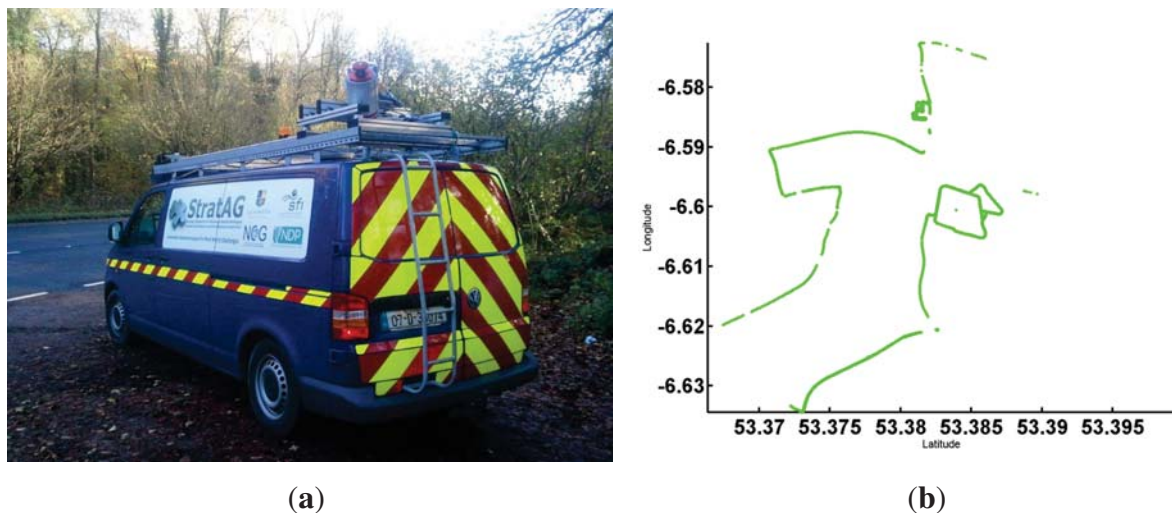 StratAG
sfi
NCG
NDP
-6.58
-6.59
-6.6
-6.61
-6.62
-6.63
Longitude
53.37 53.375 53.38 53.385 53.39 53.395
Latitude
(a) (b)